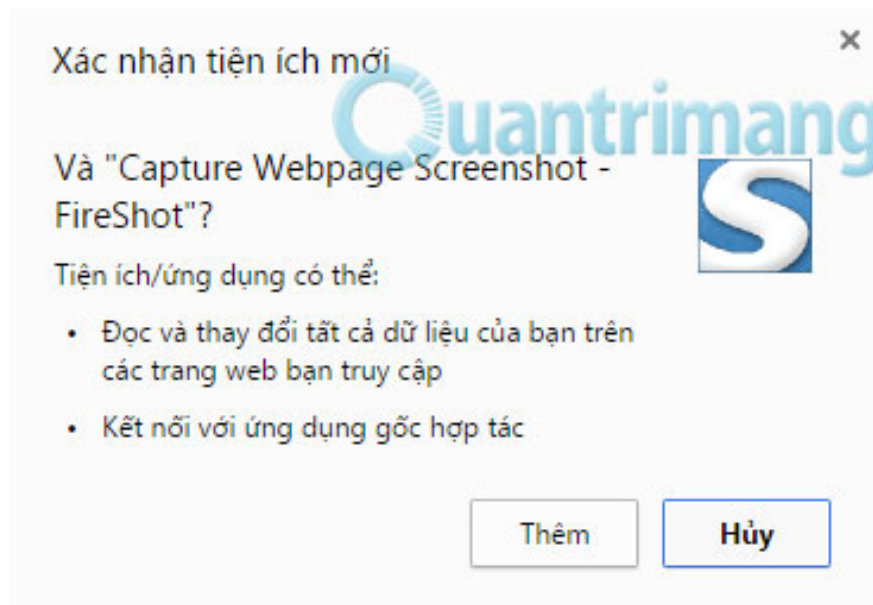 Xác nhận tiện ích mới
Quantrimang
Và "Capture Webpage Screenshot -
FireShot"?
Tiện ích/ứng dụng có thể:
• Đọc và thay đổi tất cả dữ liệu của bạn trên
các trang web bạn truy cập
• Kết nối với ứng dụng gốc hợp tác
Thêm
Hủy